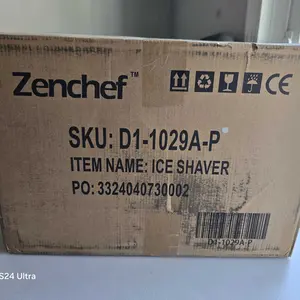 Zenchef™
CE
SKU: D1-1029A-P
ITEM NAME: ICE SHAVER
PO: 3324040730002
D1-1029A-P
S24 Ultra